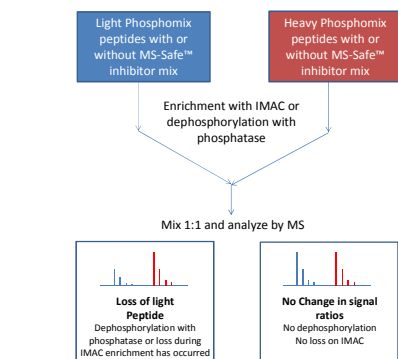 Light Phosphomix
peptides with or
without MS-Safe™
inhibitor mix
Heavy Phosphomix
peptides with or
without MS-Safe™
inhibitor mix
Enrichment with IMAC or
dephosphorylation with
phosphatase
Mix 1:1 and analyze by MS
Loss of light
Peptide
Dephosphorylation with
phosphatase or loss during
IMAC enrichment has occurred
No Change in signal
ratios
No dephosphorylation
No loss on IMAC